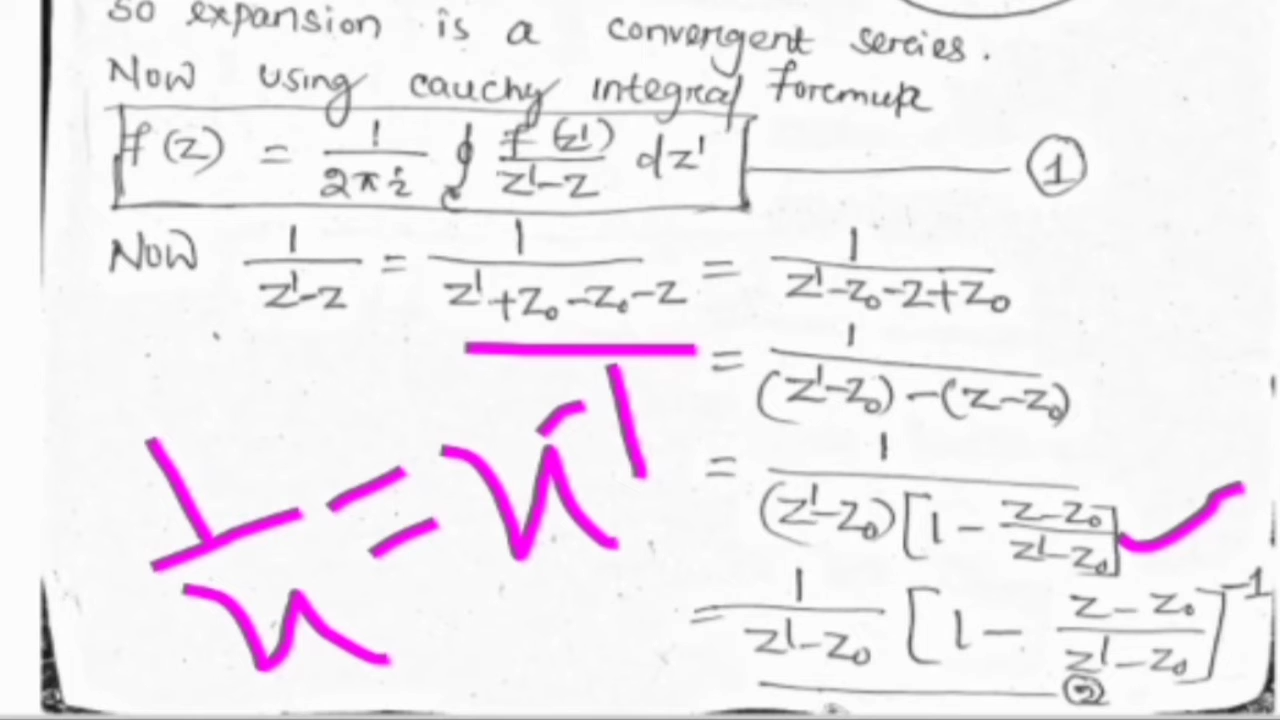 so expansion is a convergent sercies.
Now using cauchy integral foremula
f(z) = 1/2πi ∮c f(z')/z'-z dz' ——— ①
Now 1/z'-z = 1/z'+z₀-z₀-z = 1/z'-z₀-z+z₀
= 1/(z'-z₀)-(z-z₀)
= 1/(z'-z₀)[1 - z-z₀/z'-z₀]
1/x = x⁻¹
= 1/z'-z₀ [1 - z-z₀/z'-z₀]⁻¹
——— ②